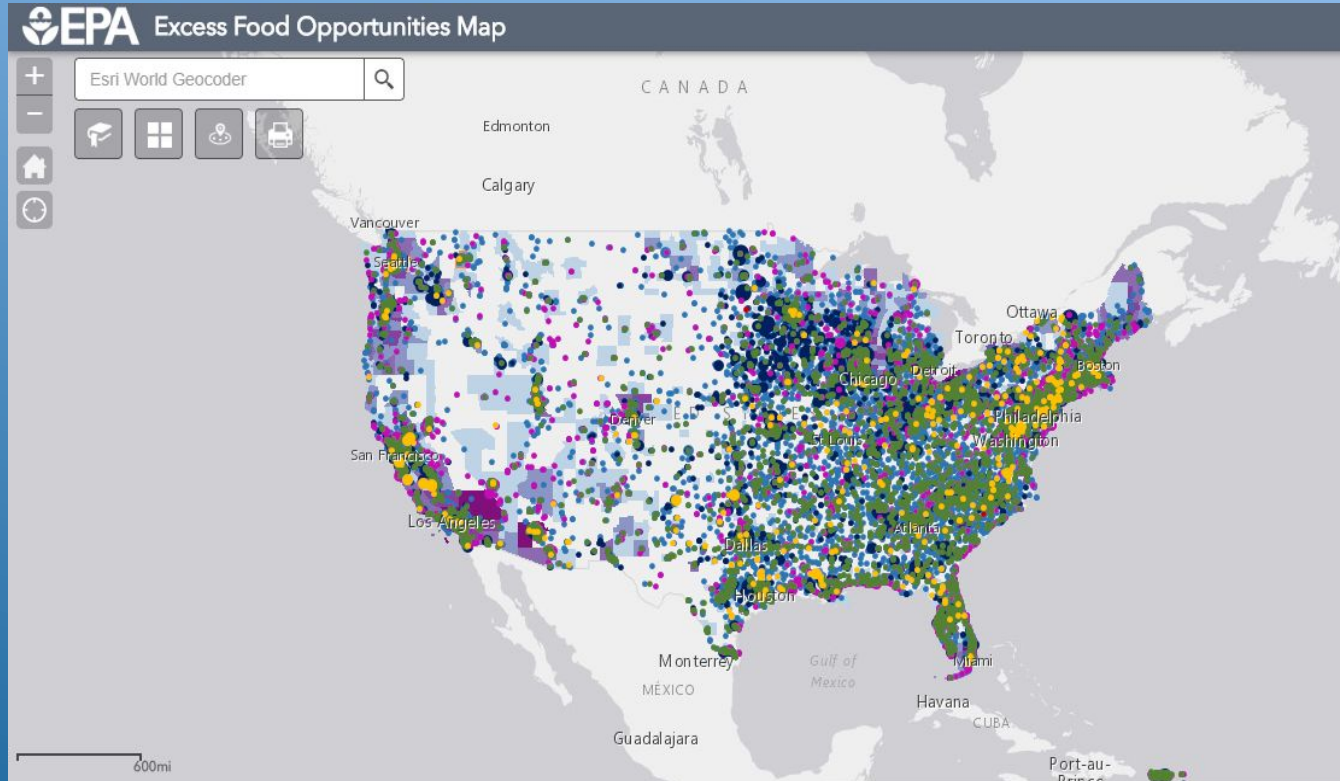 EPA Excess Food Opportunities Map
+
Esri World Geocoder
−
CANADA
Edmonton
Calgary
Vancouver
Seattle
Ottawa
Toronto
Boston
Detroit
Chicago
Philadelphia
Denver
St Louis
Washington
San Francisco
Los Angeles
Atlanta
Dallas
Houston
Monterrey
Gulf of
Mexico
Miami
MÉXICO
Havana
CUBA
Guadalajara
600mi
Port-au-
Prince